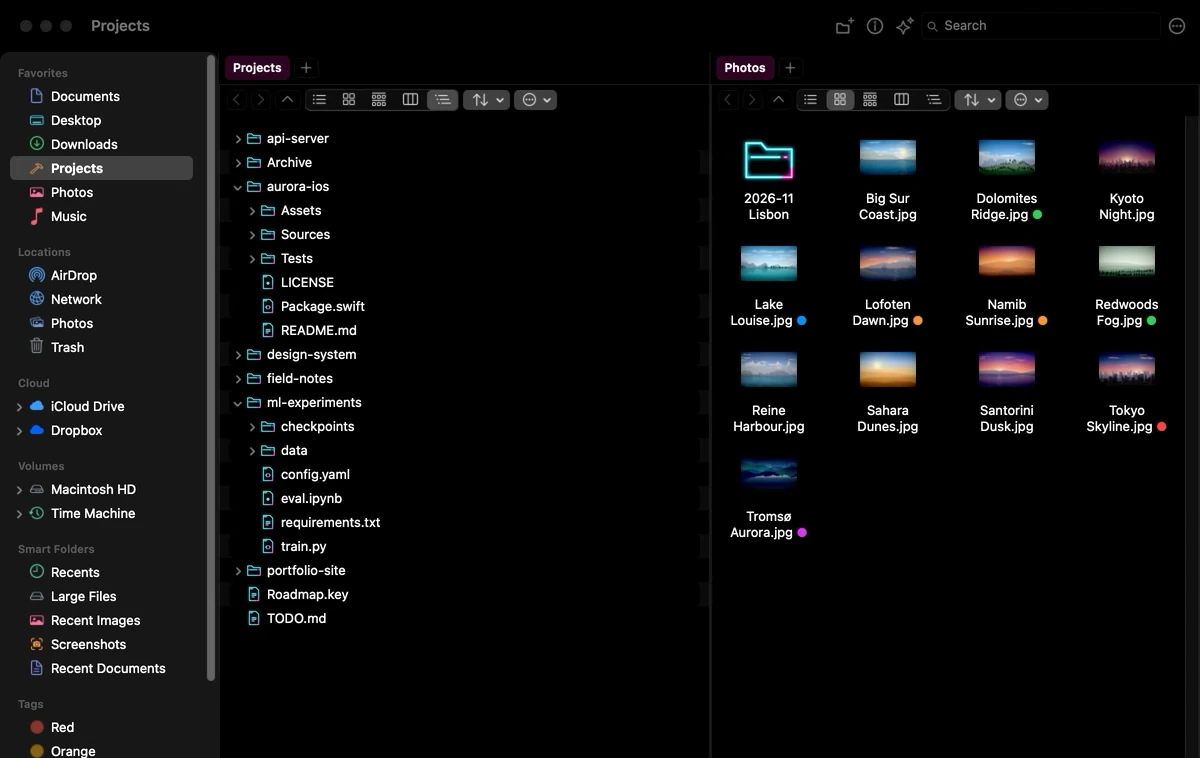 Projects
Search
Favorites
Documents
Desktop
Downloads
Projects
Photos
Music
Locations
AirDrop
Network
Photos
Trash
Cloud
iCloud Drive
Dropbox
Volumes
Macintosh HD
Time Machine
Smart Folders
Recents
Large Files
Recent Images
Screenshots
Recent Documents
Tags
Red
Orange
Projects
api-server
Archive
aurora-ios
Assets
Sources
Tests
LICENSE
Package.swift
README.md
design-system
field-notes
ml-experiments
checkpoints
data
config.yaml
eval.ipynb
requirements.txt
train.py
portfolio-site
Roadmap.key
TODO.md
Photos
2026-11
Lisbon
Big Sur
Coast.jpg
Dolomites
Ridge.jpg
Kyoto
Night.jpg
Lake
Louise.jpg
Lofoten
Dawn.jpg
Namib
Sunrise.jpg
Redwoods
Fog.jpg
Reine
Harbour.jpg
Sahara
Dunes.jpg
Santorini
Dusk.jpg
Tokyo
Skyline.jpg
Tromsø
Aurora.jpg